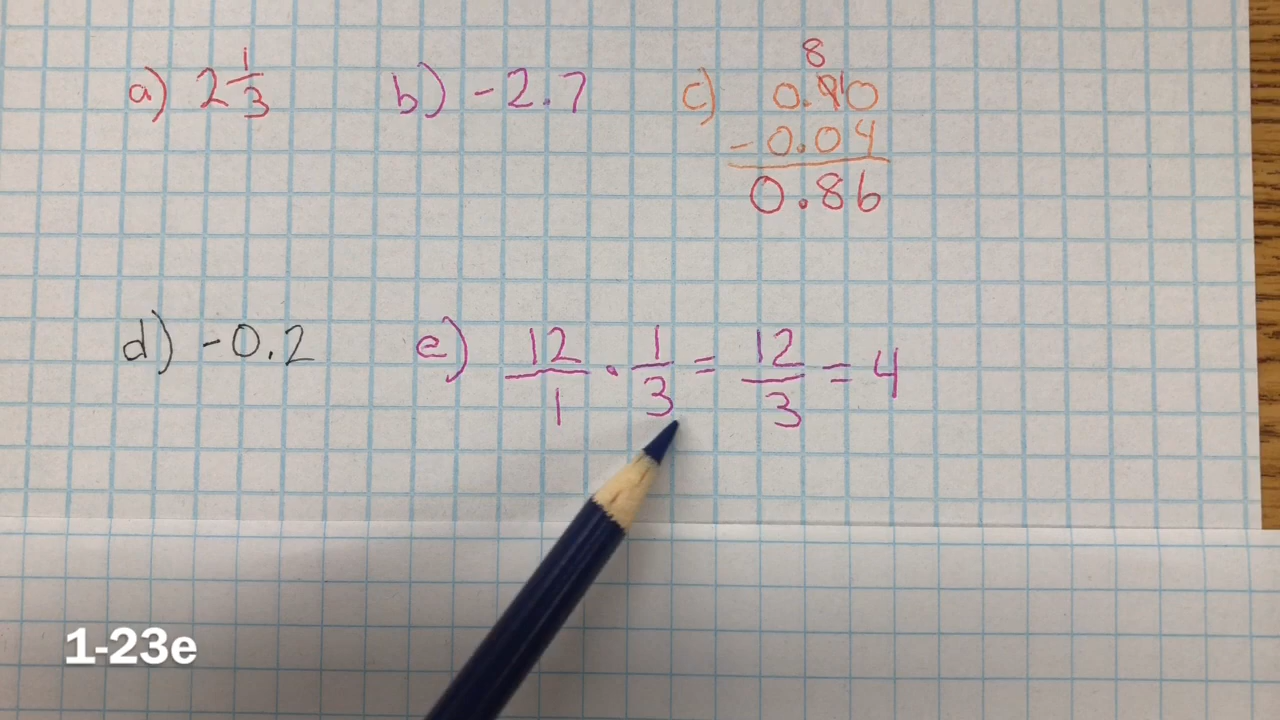 a) 2 1/3 b) -2.7 c) 8
0.910
-0.04
0.86
d) -0.2 e) 12/1 · 1/3 = 12/3 = 4
1-23e